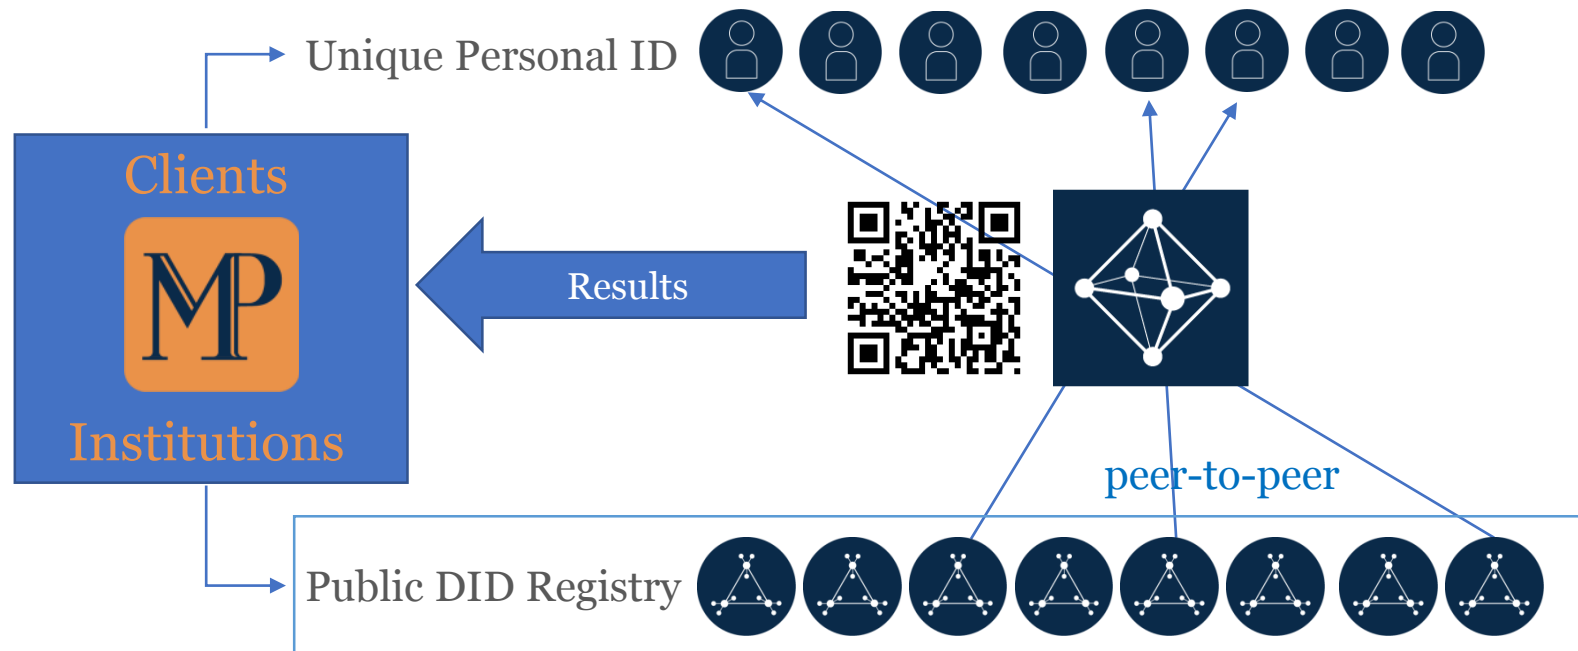 Unique Personal ID
Clients
MP
Institutions
Results
peer-to-peer
Public DID Registry